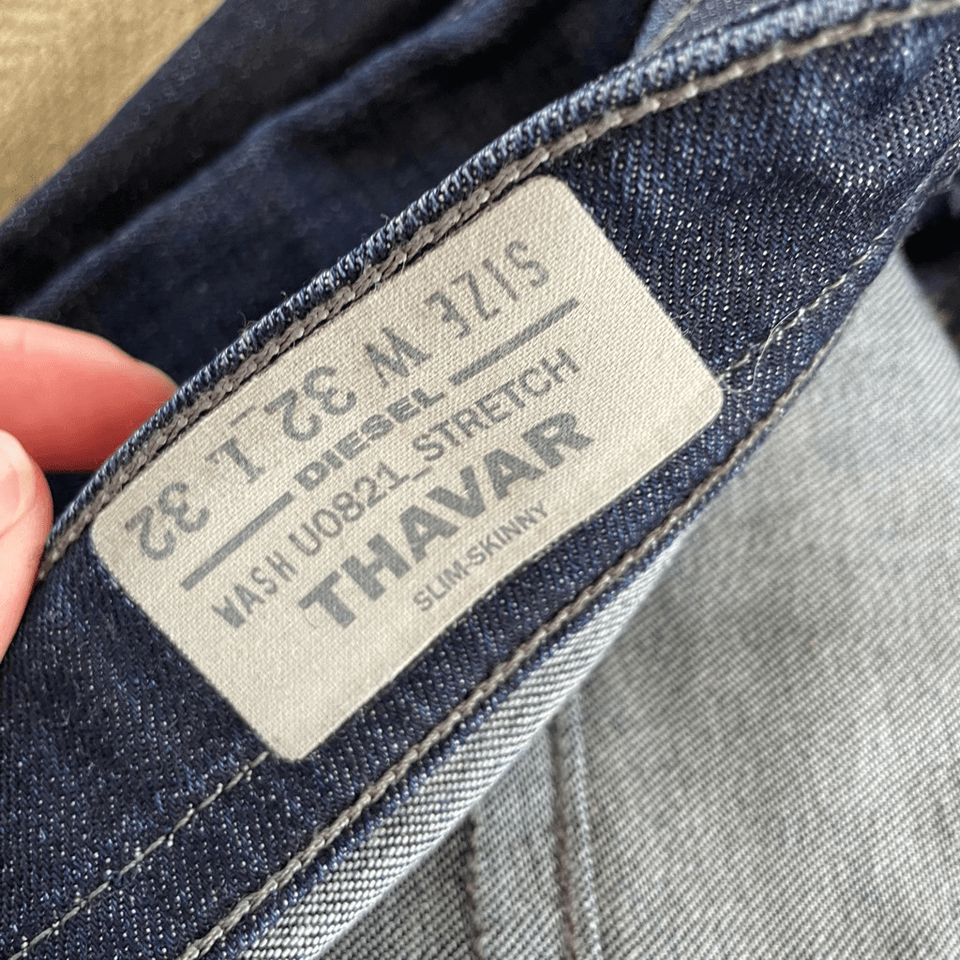 SIZE W 32 L 32
DIESEL
WASH U0821_STRETCH
THAVAR
SLIM-SKINNY